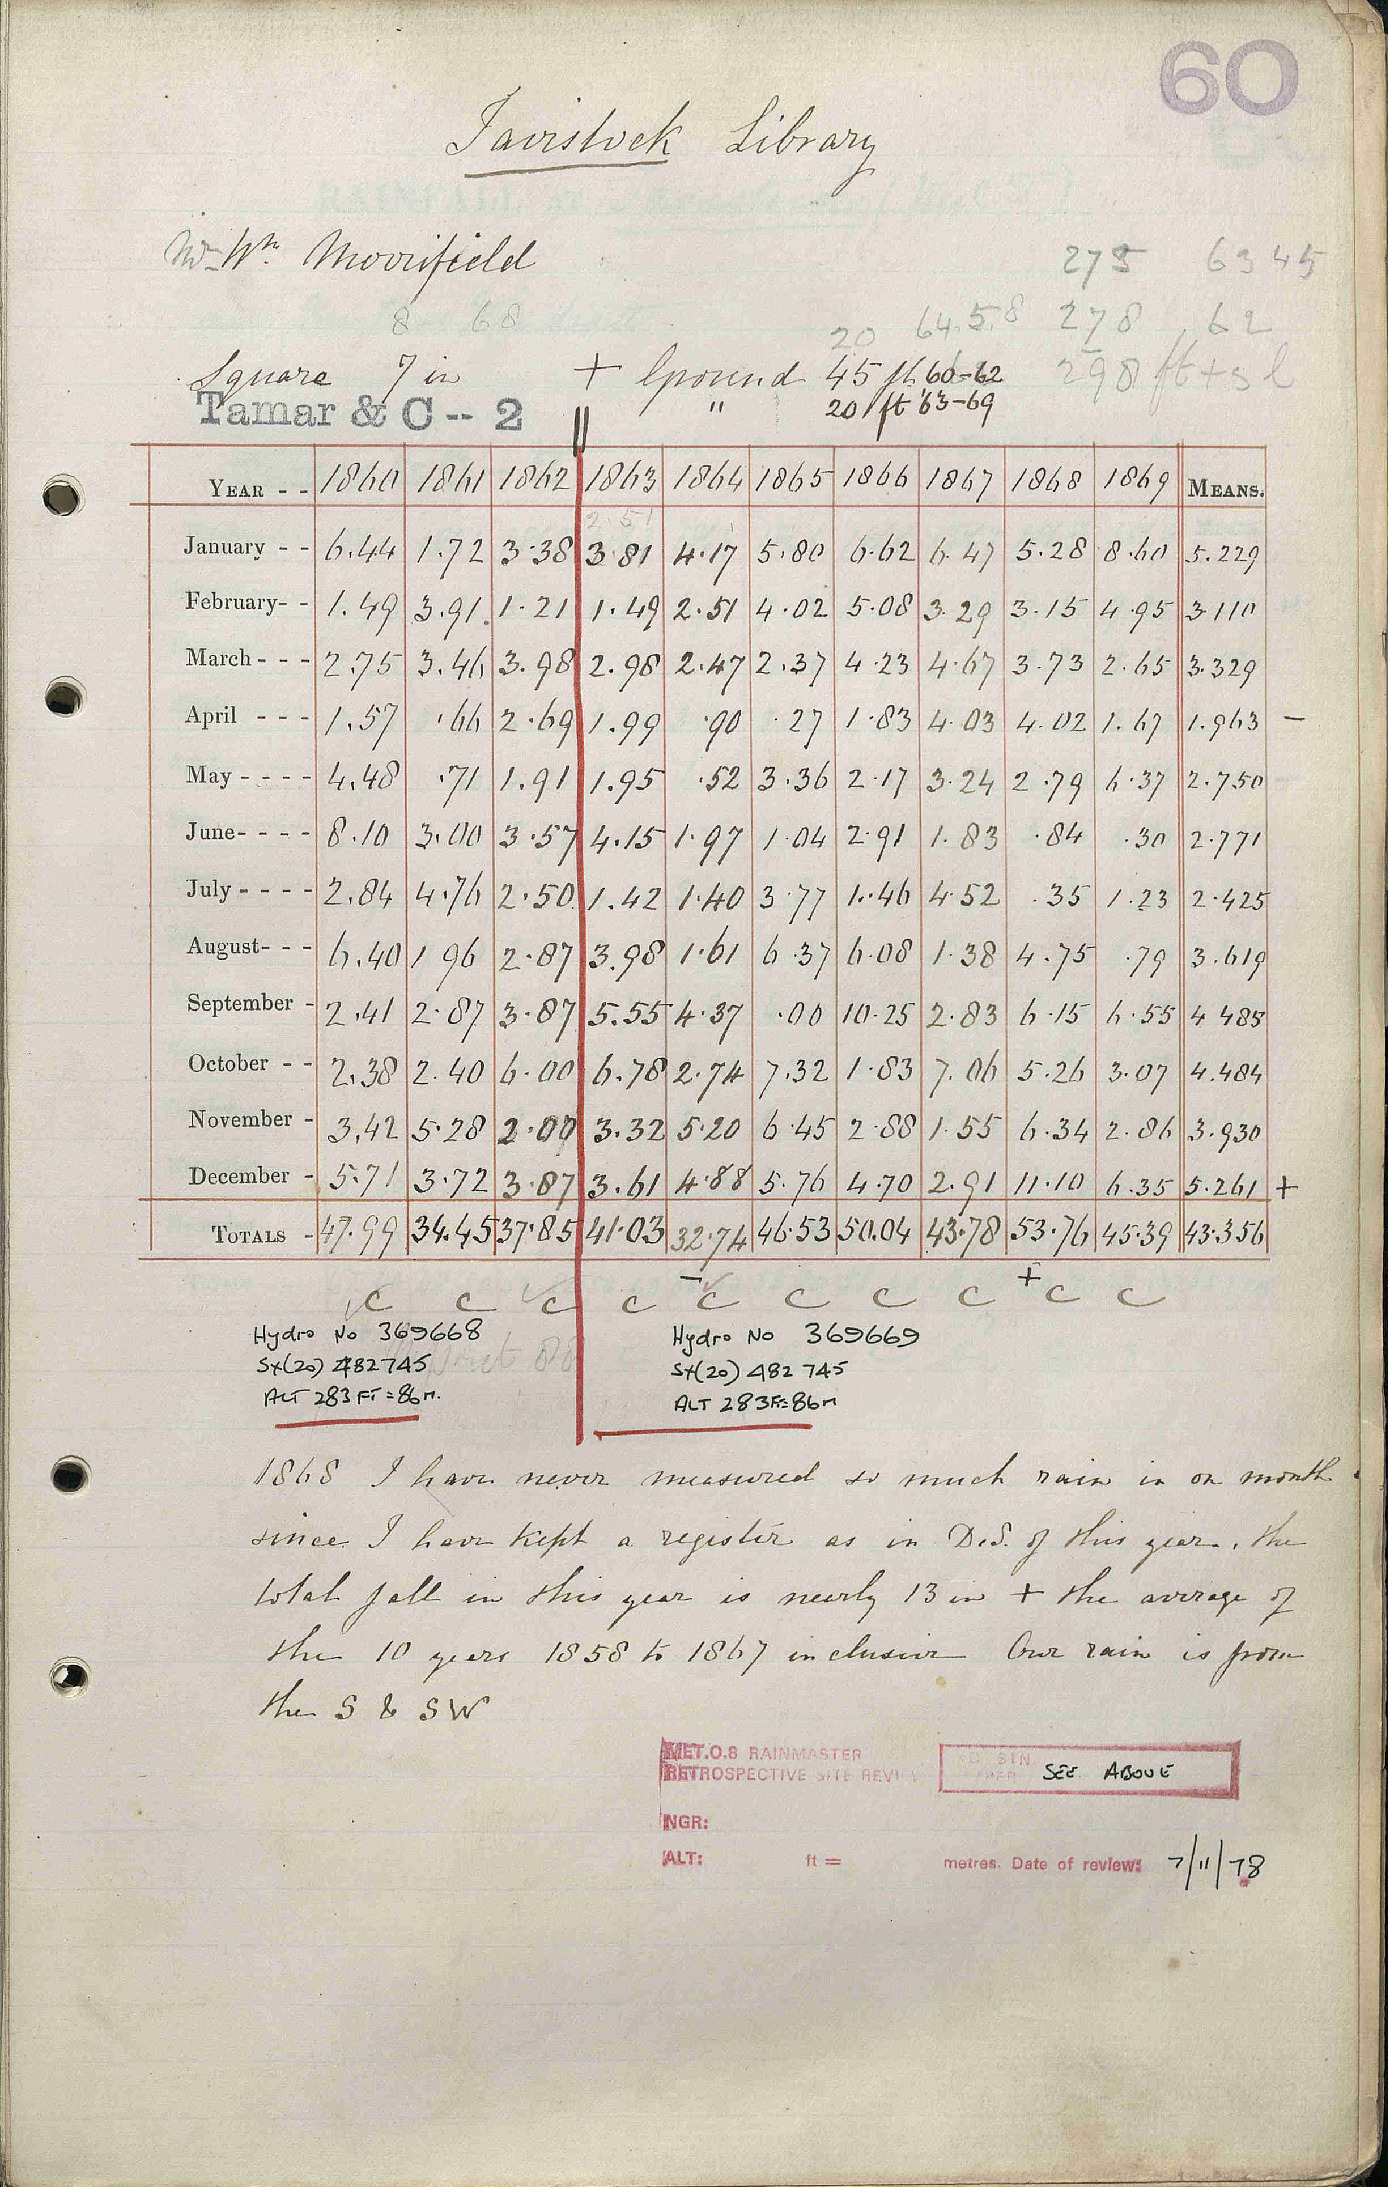 60
Tavistock Library
Mr Wm. Merrifield
275 63 45
8 68 20 64.58 278 62
Square 7 in + Ground 45 ft 60-62 298 ft + s l
" 20 ft '63-69
Tamar & C -- 2
YEAR - - 1860 1861 1862 1863 1864 1865 1866 1867 1868 1869 MEANS.
2.51
January - - 6.44 1.72 3.38 3.81 4.17 5.80 6.62 6.47 5.28 8.60 5.229
February- - 1.49 3.91 1.21 1.49 2.51 4.02 5.08 3.29 3.15 4.95 3.110
March - - - 2.75 3.46 3.98 2.98 2.47 2.37 4.23 4.67 3.73 2.65 3.329
April - - - 1.57 .66 2.69 1.99 .90 .27 1.83 4.03 4.02 1.67 1.963 —
May - - - - 4.48 .71 1.91 1.95 .52 3.36 2.17 3.24 2.79 6.37 2.750
June- - - - 8.10 3.00 3.57 4.15 1.97 1.04 2.91 1.83 .84 .30 2.771
July - - - - 2.84 4.76 2.50 1.42 1.40 3.77 1.46 4.52 .35 1.23 2.425
August- - - 6.40 1.96 2.87 3.98 1.61 6.37 6.08 1.38 4.75 .79 3.619
September - 2.41 2.87 3.87 5.55 4.37 .00 10.25 2.83 6.15 6.55 4.485
October - - 2.38 2.40 6.00 6.78 2.74 7.32 1.83 7.06 5.26 3.07 4.484
November - 3.42 5.28 2.00 3.32 5.20 6.45 2.88 1.55 6.34 2.86 3.930
December - 5.71 3.72 3.87 3.61 4.88 5.76 4.70 2.91 11.10 6.35 5.261 +
TOTALS - 47.99 34.45 37.85 41.03 32.74 46.53 50.04 43.78 53.76 45.39 43.356
— +
c c c c c c c c c c
Hydro No 369668 Hydro No 369669
SX(20) 482745 SX(20) 482 745
ALT 283 FT = 86 m. ALT 283F = 86m
1868 I have never measured so much rain in on month
since I have kept a register as in Dec. of this year. the
total fall in this year is nearly 13 in + the average of
the 10 years 1858 to 1867 inclusive Our rain is from
the S & SW
MET.O.8 RAINMASTER
RETROSPECTIVE SITE REVIEW SEE ABOVE
NGR:
ALT: ft = metres. Date of review: 7/11/78